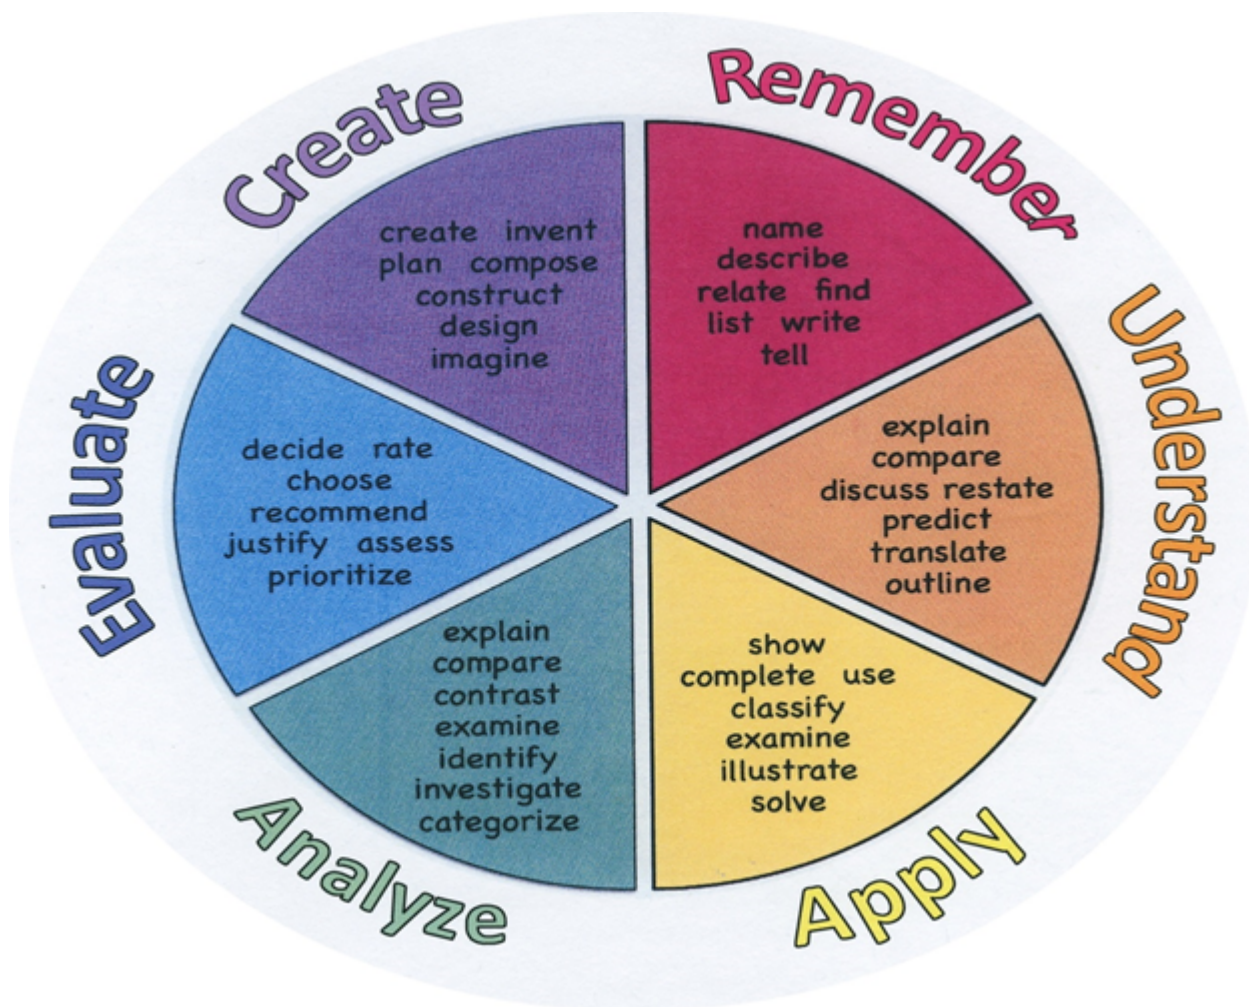 Remember
name
describe
relate find
list write
tell
Understand
explain
compare
discuss restate
predict
translate
outline
Apply
show
complete use
classify
examine
illustrate
solve
Analyze
explain
compare
contrast
examine
identify
investigate
categorize
Evaluate
decide rate
choose
recommend
justify assess
prioritize
Create
create invent
plan compose
construct
design
imagine